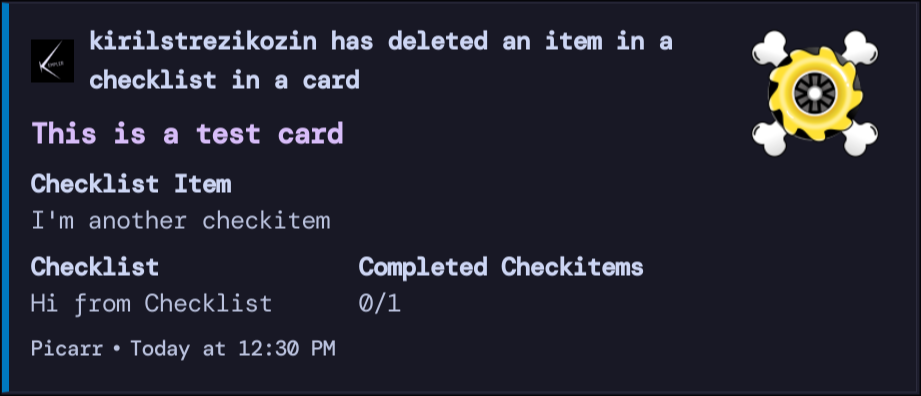 kirilstrezikozin has deleted an item in a
checklist in a card
This is a test card
Checklist Item
I'm another checkitem
Checklist
Completed Checkitems
Hi from Checklist
0/1
Picarr • Today at 12:30 PM